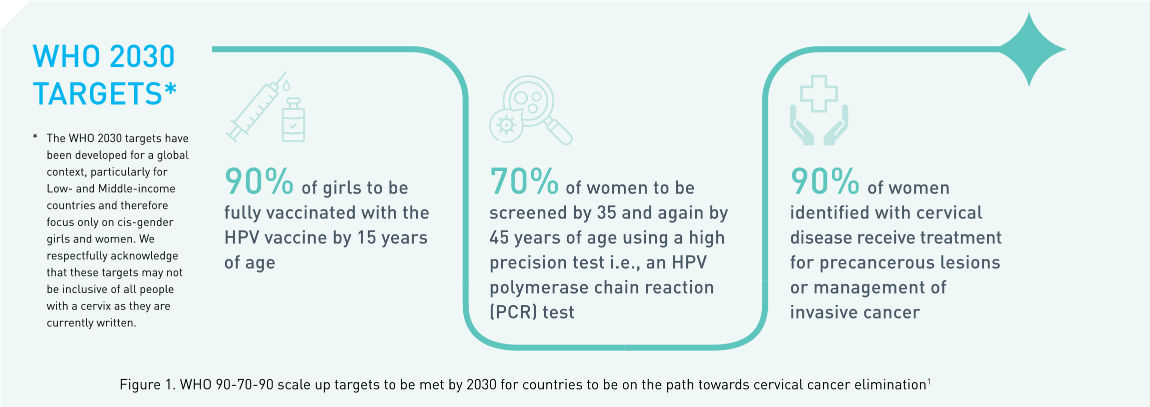 WHO 2030
TARGETS*
* The WHO 2030 targets have
been developed for a global
context, particularly for
Low- and Middle-income
countries and therefore
focus only on cis-gender
girls and women. We
respectfully acknowledge
that these targets may not
be inclusive of all people
with a cervix as they are
currently written.
90% of girls to be
fully vaccinated with the
HPV vaccine by 15 years
of age
70% of women to be
screened by 35 and again by
45 years of age using a high
precision test i.e., an HPV
polymerase chain reaction
(PCR) test
90% of women
identified with cervical
disease receive treatment
for precancerous lesions
or management of
invasive cancer
Figure 1. WHO 90-70-90 scale up targets to be met by 2030 for countries to be on the path towards cervical cancer elimination¹